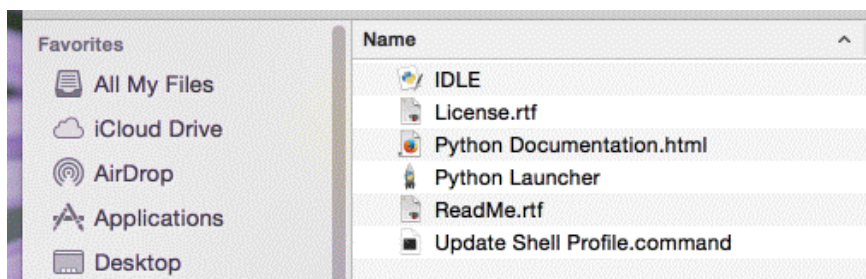 Favorites
All My Files
iCloud Drive
AirDrop
Applications
Desktop
Name
IDLE
License.rtf
Python Documentation.html
Python Launcher
ReadMe.rtf
Update Shell Profile.command